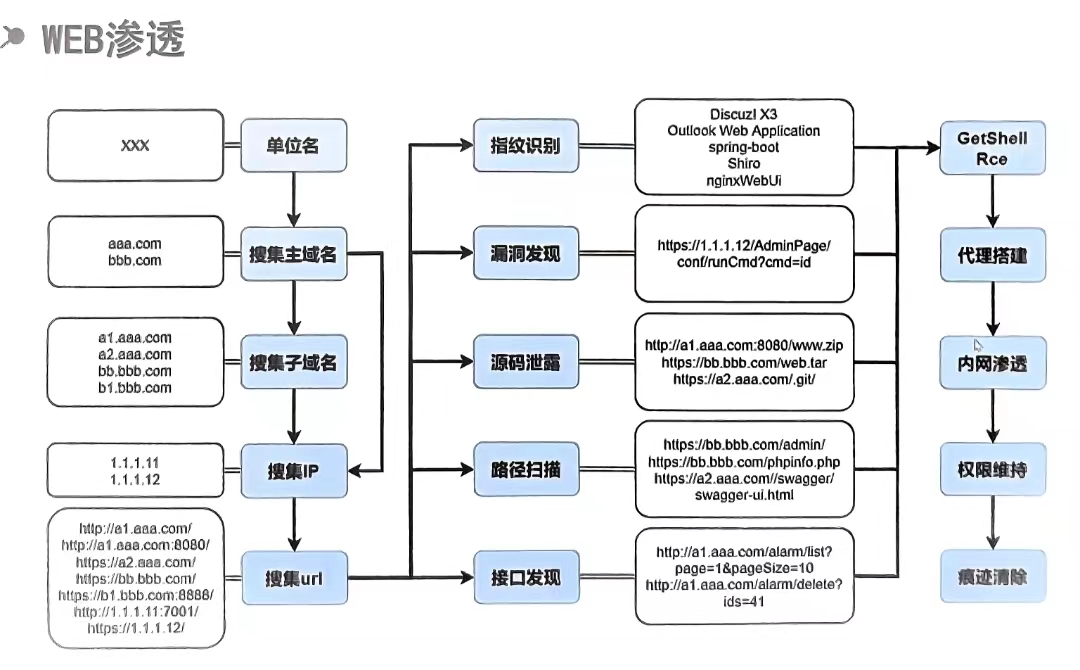 WEB渗透
XXX
单位名
aaa.com
bbb.com
搜集主域名
a1.aaa.com
a2.aaa.com
bb.bbb.com
b1.bbb.com
搜集子域名
1.1.1.11
1.1.1.12
搜集IP
http://a1.aaa.com/
http://a1.aaa.com:8080/
https://a2.aaa.com/
https://bb.bbb.com/
https://b1.bbb.com:8888/
http://1.1.1.11:7001/
https://1.1.1.12/
搜集url
指纹识别
Discuz! X3
Outlook Web Application
spring-boot
Shiro
nginxWebUi
漏洞发现
https://1.1.1.12/AdminPage/
conf/runCmd?cmd=id
源码泄露
http://a1.aaa.com:8080/www.zip
https://bb.bbb.com/web.tar
https://a2.aaa.com/.git/
路径扫描
https://bb.bbb.com/admin/
https://bb.bbb.com/phpinfo.php
https://a2.aaa.com//swagger/
swagger-ui.html
接口发现
http://a1.aaa.com/alarm/list?
page=1&pageSize=10
http://a1.aaa.com/alarm/delete?
ids=41
GetShell
Rce
代理搭建
内网渗透
权限维持
痕迹清除